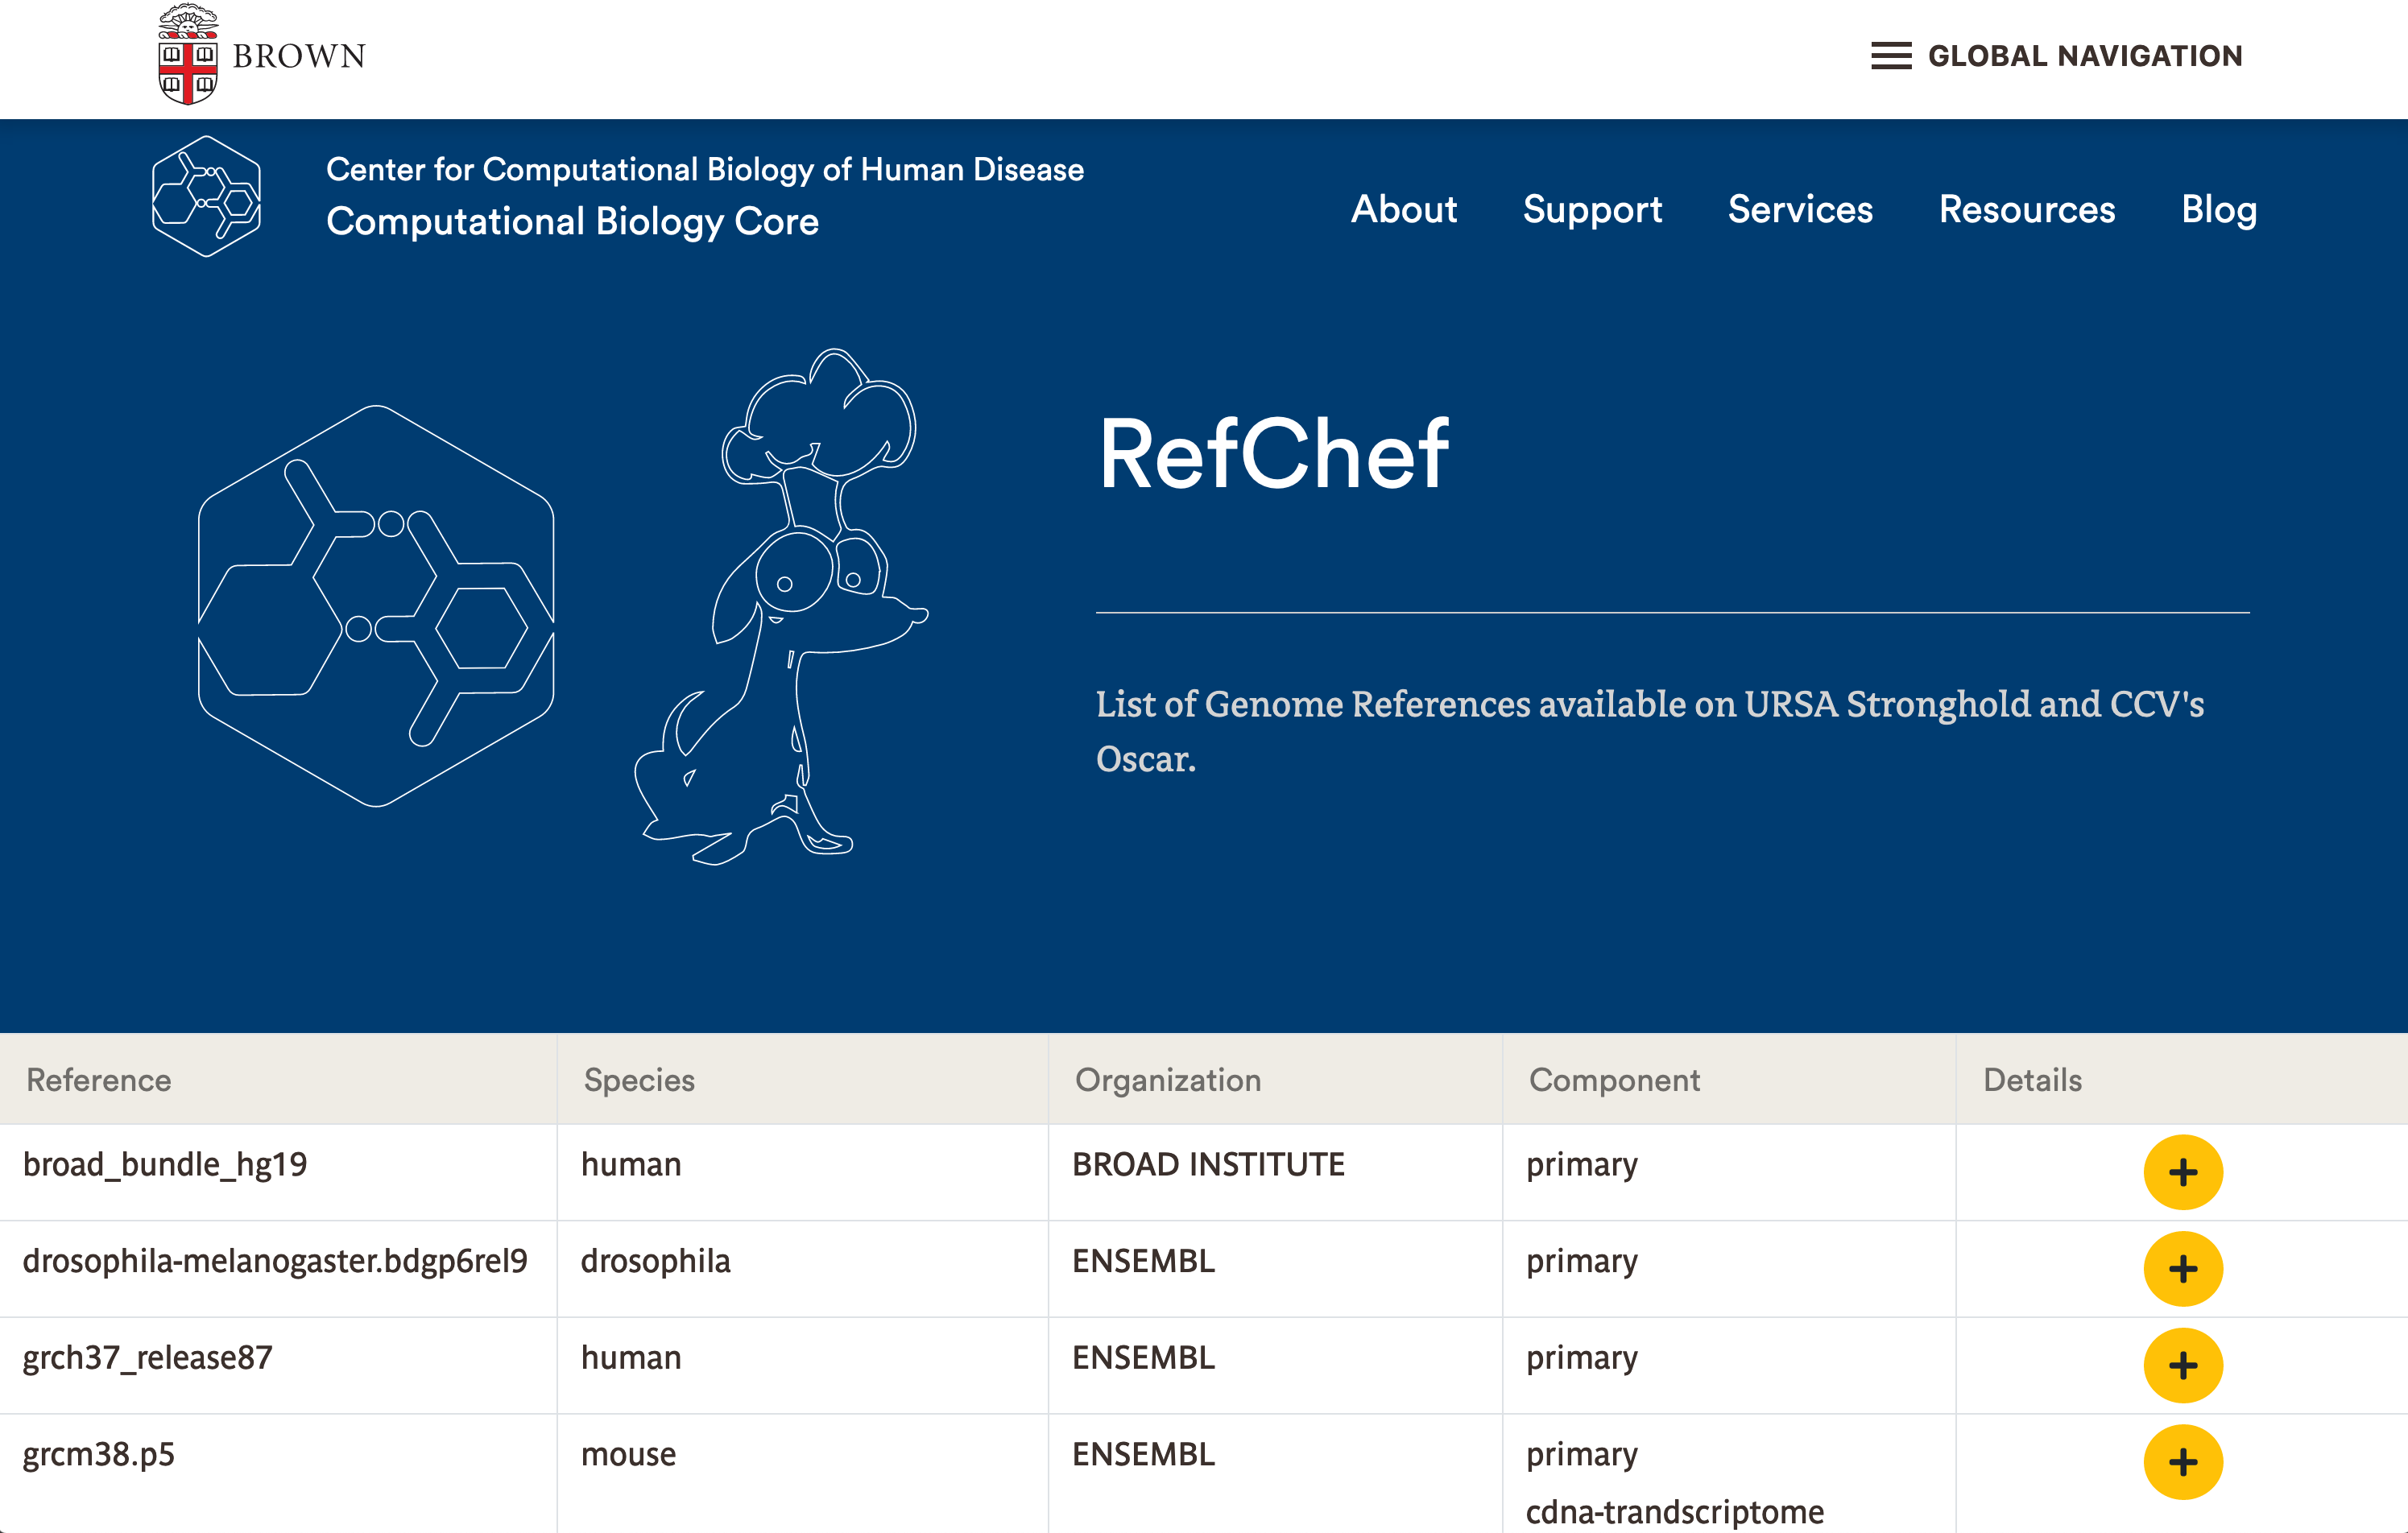 BROWN
GLOBAL NAVIGATION
Center for Computational Biology of Human Disease
Computational Biology Core
About Support Services Resources Blog
RefChef
List of Genome References available on URSA Stronghold and CCV's
Oscar.
Reference Species Organization Component Details
broad_bundle_hg19 human BROAD INSTITUTE primary +
drosophila-melanogaster.bdgp6rel9 drosophila ENSEMBL primary +
grch37_release87 human ENSEMBL primary +
grcm38.p5 mouse ENSEMBL primary +
cdna-trandscriptome